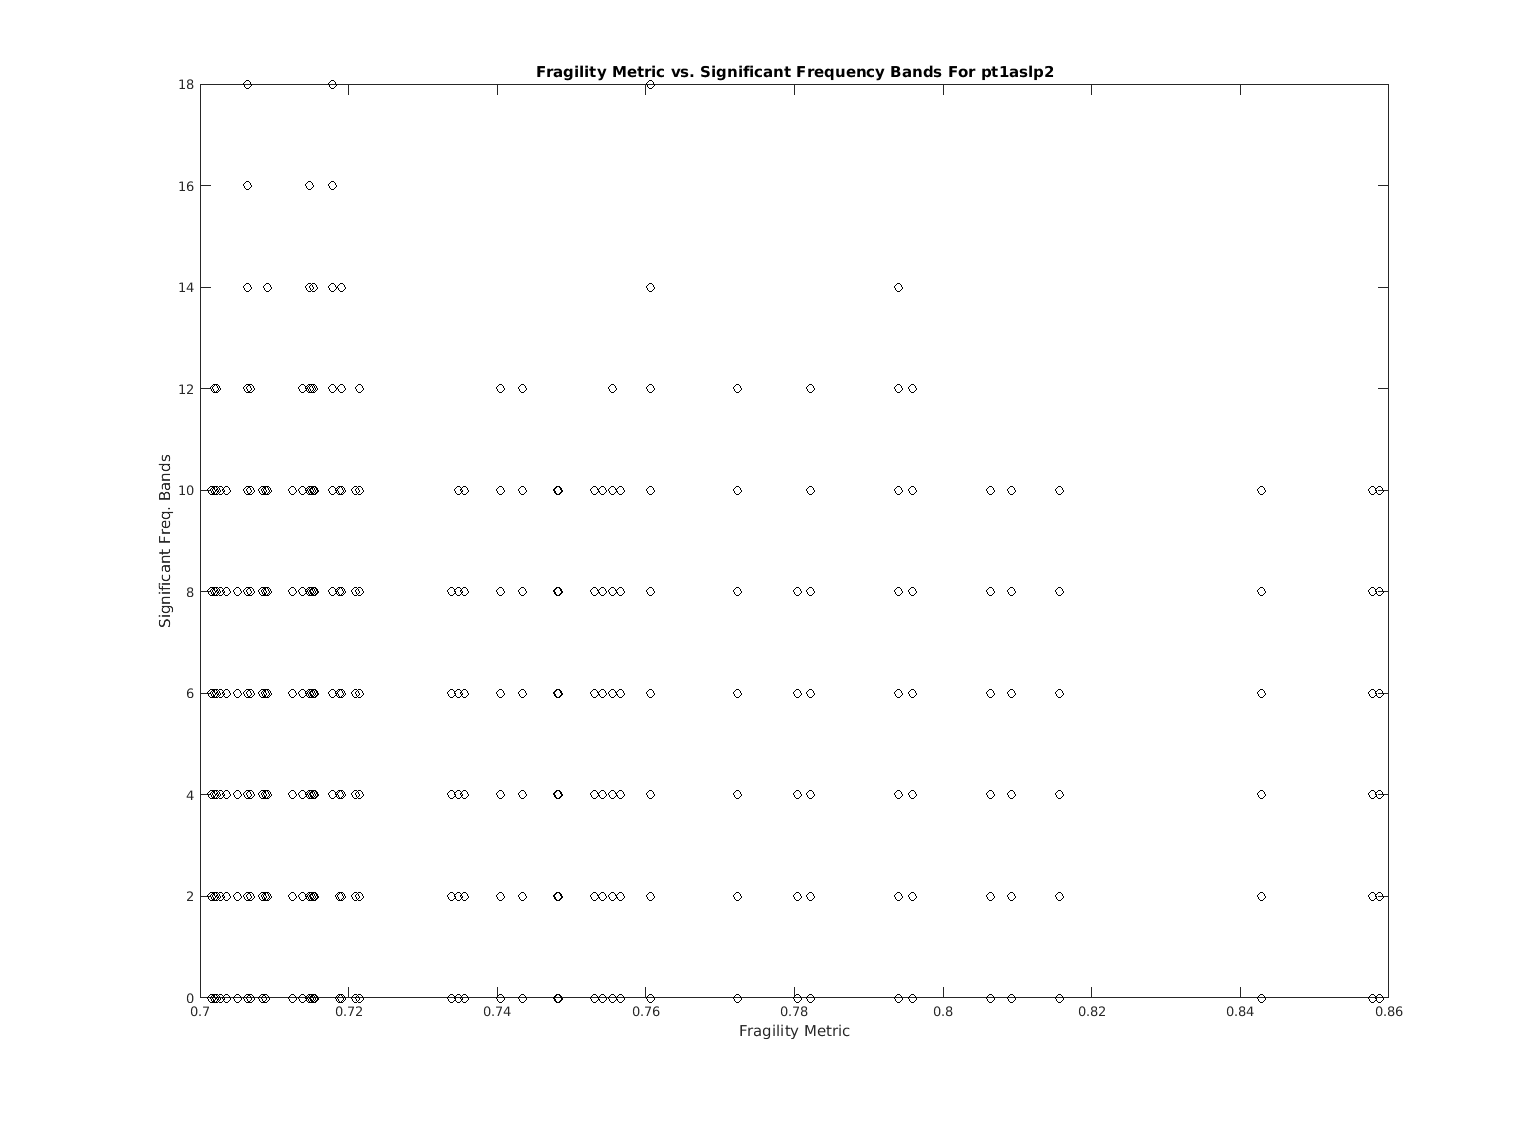 Fragility Metric vs. Significant Frequency Bands For pt1aslp2
18
16
14
12
10
8
6
4
2
0
Significant Freq. Bands
0.7 0.72 0.74 0.76 0.78 0.8 0.82 0.84 0.86
Fragility Metric